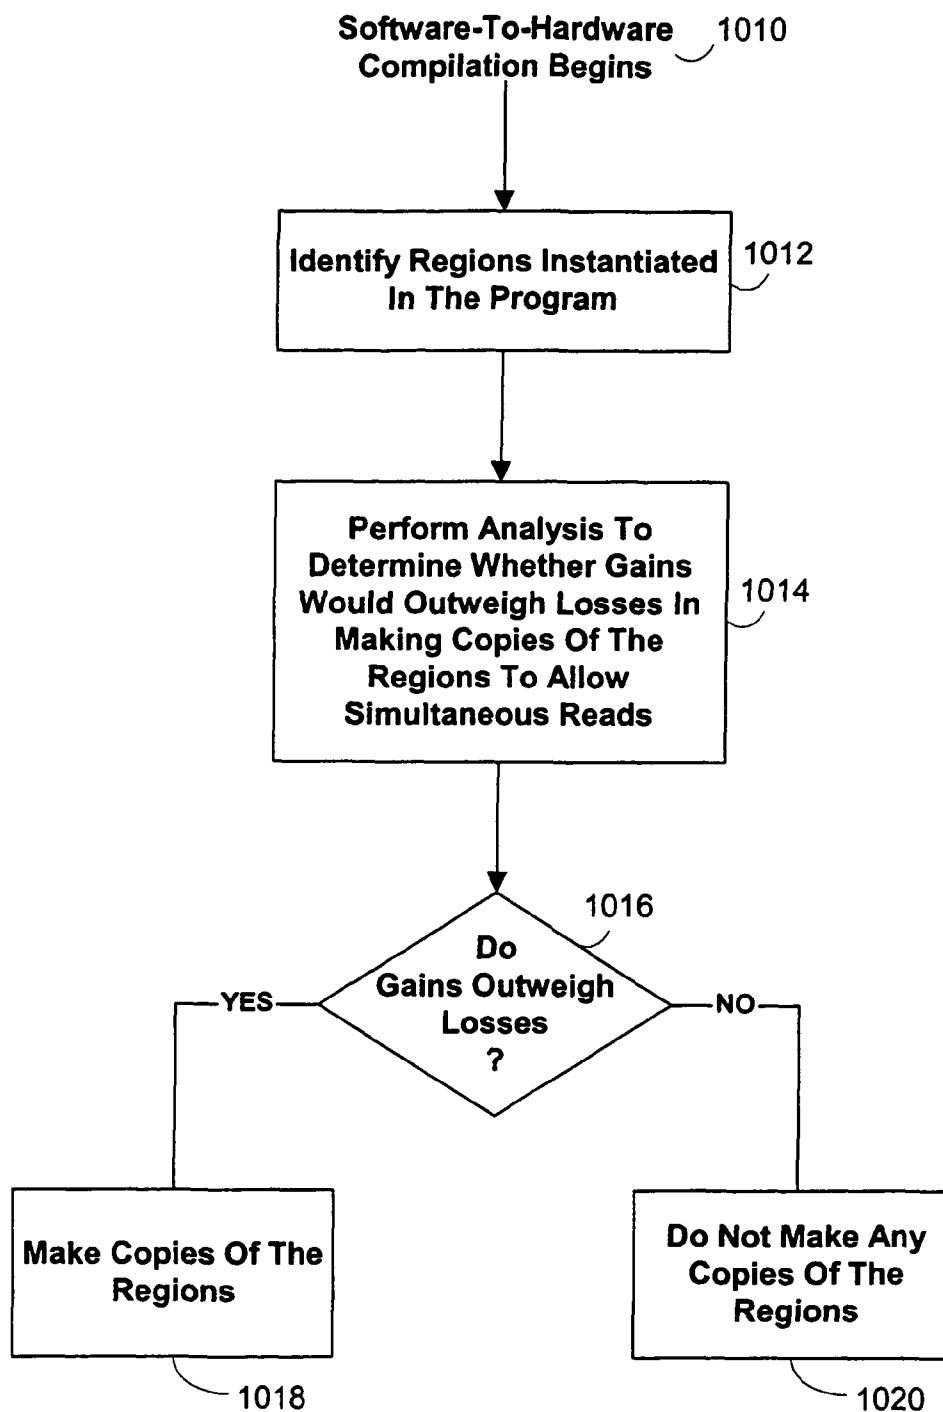 Software-To-Hardware
Compilation Begins
1010
Identify Regions Instantiated
In The Program
1012
Perform Analysis To
Determine Whether Gains
Would Outweigh Losses In
Making Copies Of The
Regions To Allow
Simultaneous Reads
1014
Do
Gains Outweigh
Losses
?
1016
YES
NO
Make Copies Of The
Regions
1018
Do Not Make Any
Copies Of The
Regions
1020